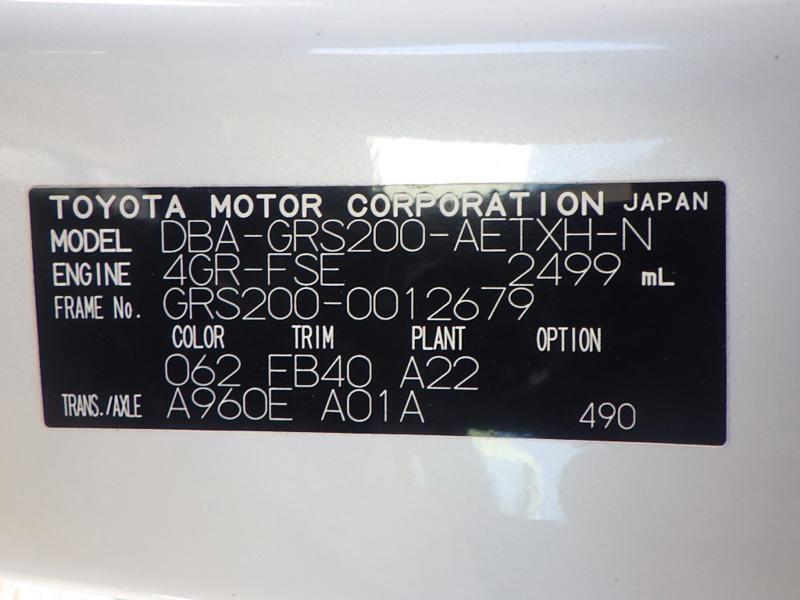 TOYOTA MOTOR CORPORATION JAPAN
MODEL DBA-GRS200-AETXH-N
ENGINE 4GR-FSE 2499 mL
FRAME No. GRS200-0012679
COLOR TRIM PLANT OPTION
062 FB40 A22
TRANS./AXLE A960E A01A 490